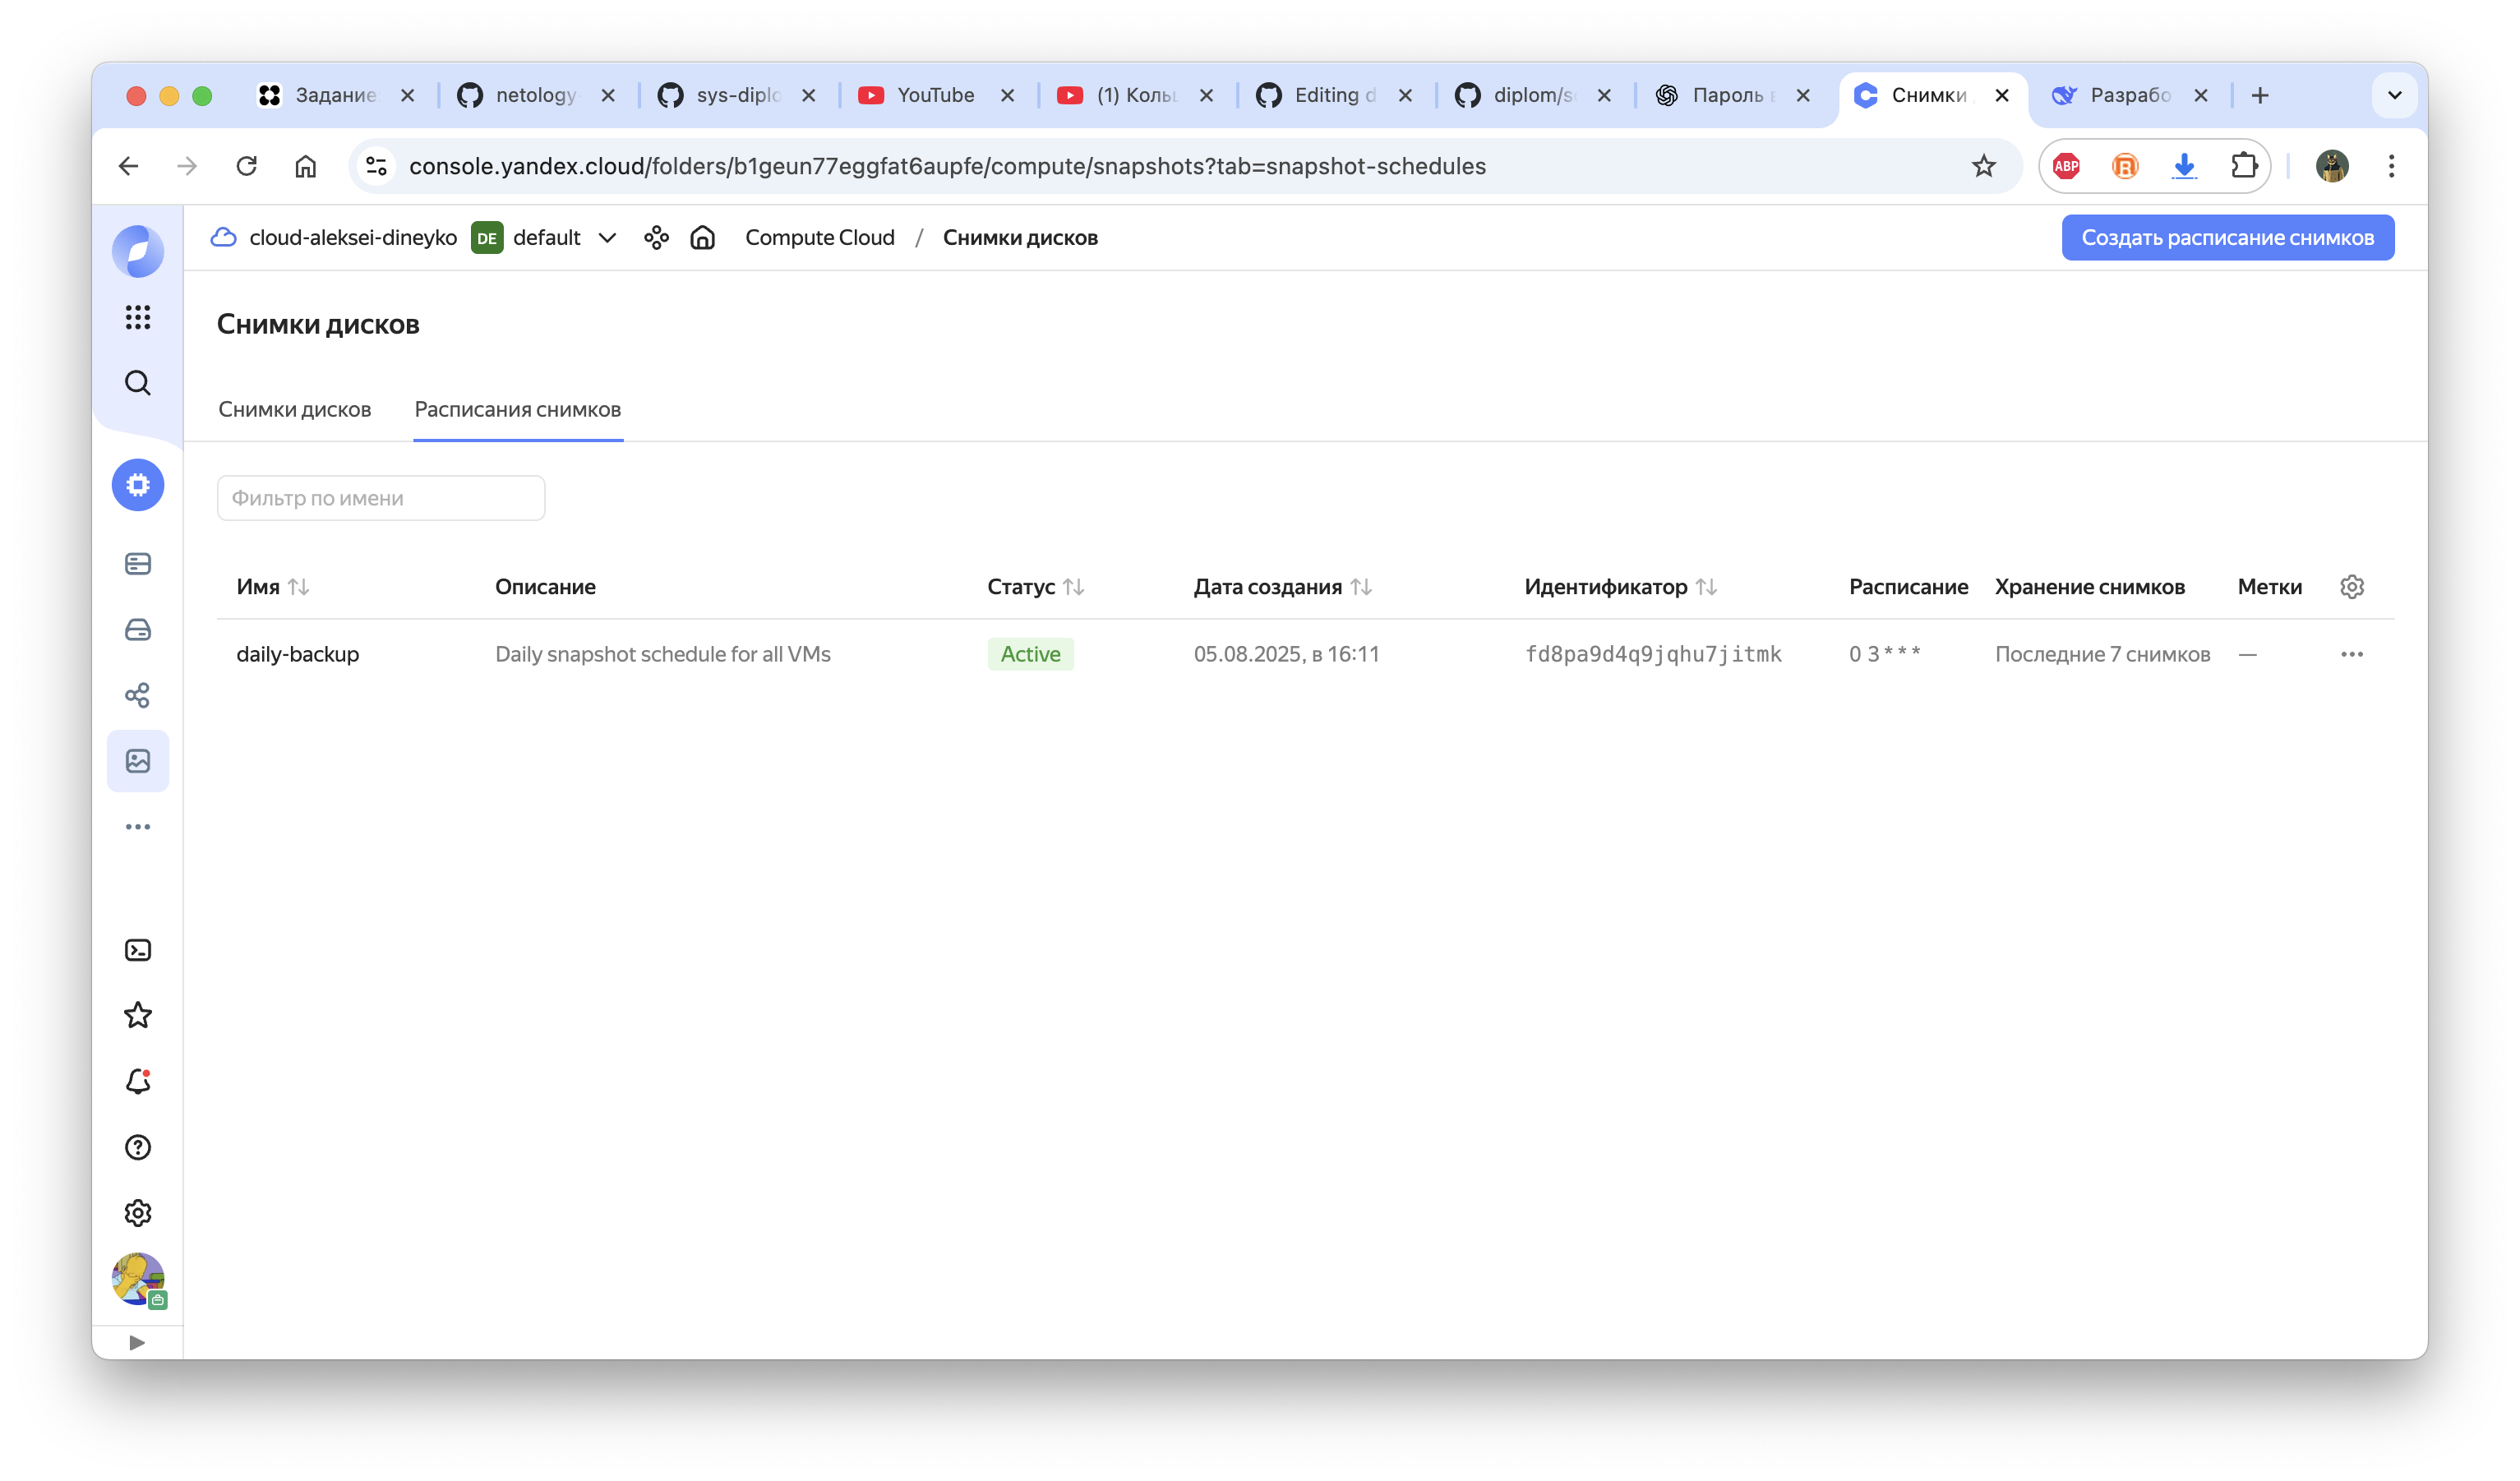 Задание
netology-
sys-diplo
YouTube
(1) Коль
Editing d
diplom/s
Пароль в
Снимки
Разрабо
console.yandex.cloud/folders/b1geun77eggfat6aupfe/compute/snapshots?tab=snapshot-schedules
ABP
cloud-aleksei-dineyko DE default Compute Cloud / Снимки дисков Создать расписание снимков
Снимки дисков
Снимки дисков Расписания снимков
Фильтр по имени
Имя Описание Статус Дата создания Идентификатор Расписание Хранение снимков Метки
daily-backup Daily snapshot schedule for all VMs Active 05.08.2025, в 16:11 fd8pa9d4q9jqhu7jitmk 0 3 * * * Последние 7 снимков —